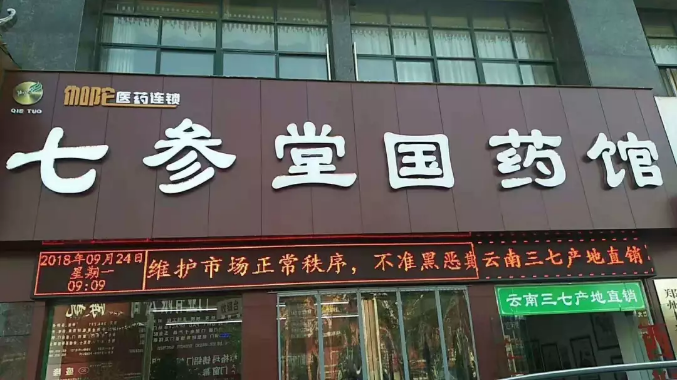 伽陀医药连锁
QIE TUO
七参堂国药馆
2018年09月24日
星期一
09:09
维护市场正常秩序，不准黑恶
云南三七产地直销
云南三七产地直销
郑
州